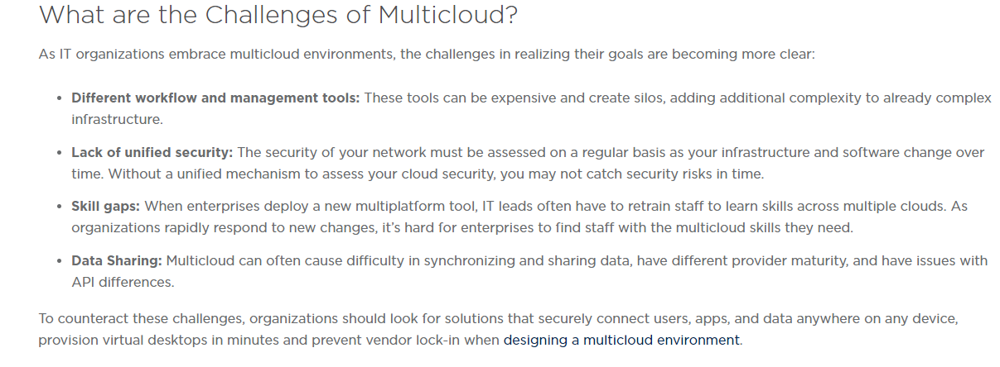 What are the Challenges of Multicloud?
As IT organizations embrace multicloud environments, the challenges in realizing their goals are becoming more clear:
• Different workflow and management tools: These tools can be expensive and create silos, adding additional complexity to already complex
infrastructure.
• Lack of unified security: The security of your network must be assessed on a regular basis as your infrastructure and software change over
time. Without a unified mechanism to assess your cloud security, you may not catch security risks in time.
• Skill gaps: When enterprises deploy a new multiplatform tool, IT leads often have to retrain staff to learn skills across multiple clouds. As
organizations rapidly respond to new changes, it’s hard for enterprises to find staff with the multicloud skills they need.
• Data Sharing: Multicloud can often cause difficulty in synchronizing and sharing data, have different provider maturity, and have issues with
API differences.
To counteract these challenges, organizations should look for solutions that securely connect users, apps, and data anywhere on any device,
provision virtual desktops in minutes and prevent vendor lock-in when designing a multicloud environment.